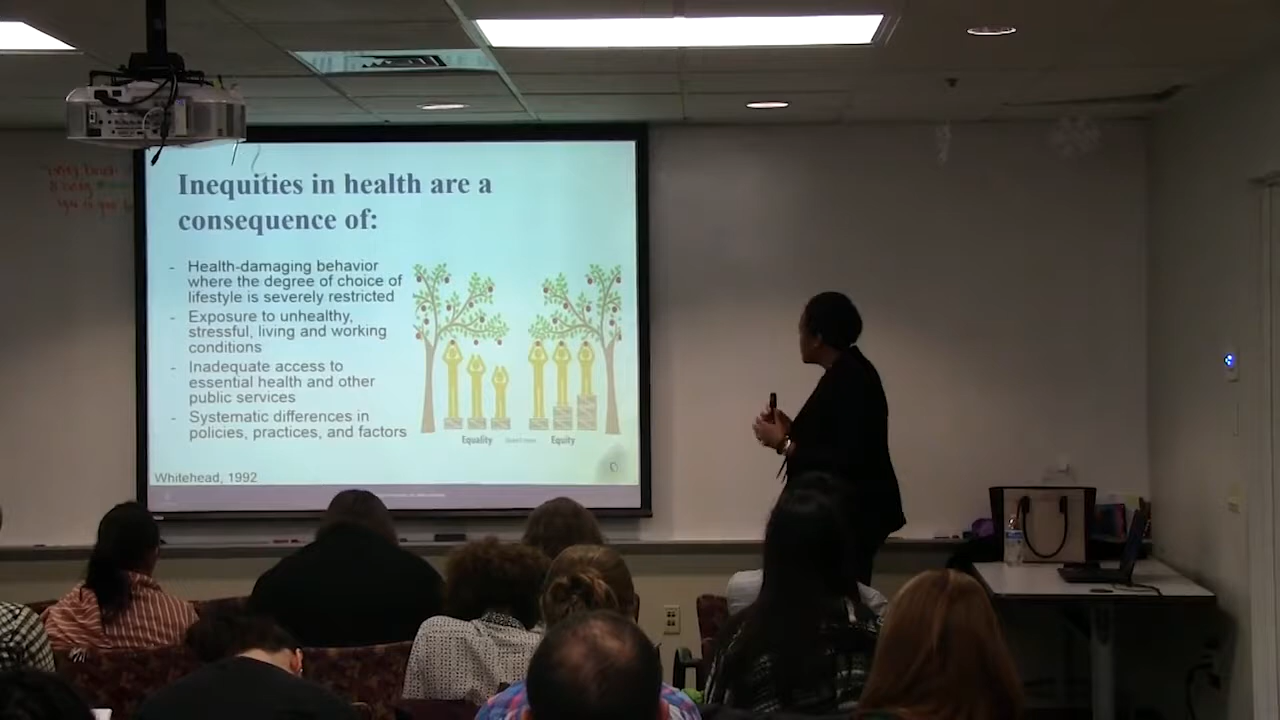 Inequities in health are a
consequence of:
- Health-damaging behavior
where the degree of choice of
lifestyle is severely restricted
- Exposure to unhealthy,
stressful, living and working
conditions
- Inadequate access to
essential health and other
public services
- Systematic differences in
policies, practices, and factors
Equality
Equity
Whitehead, 1992